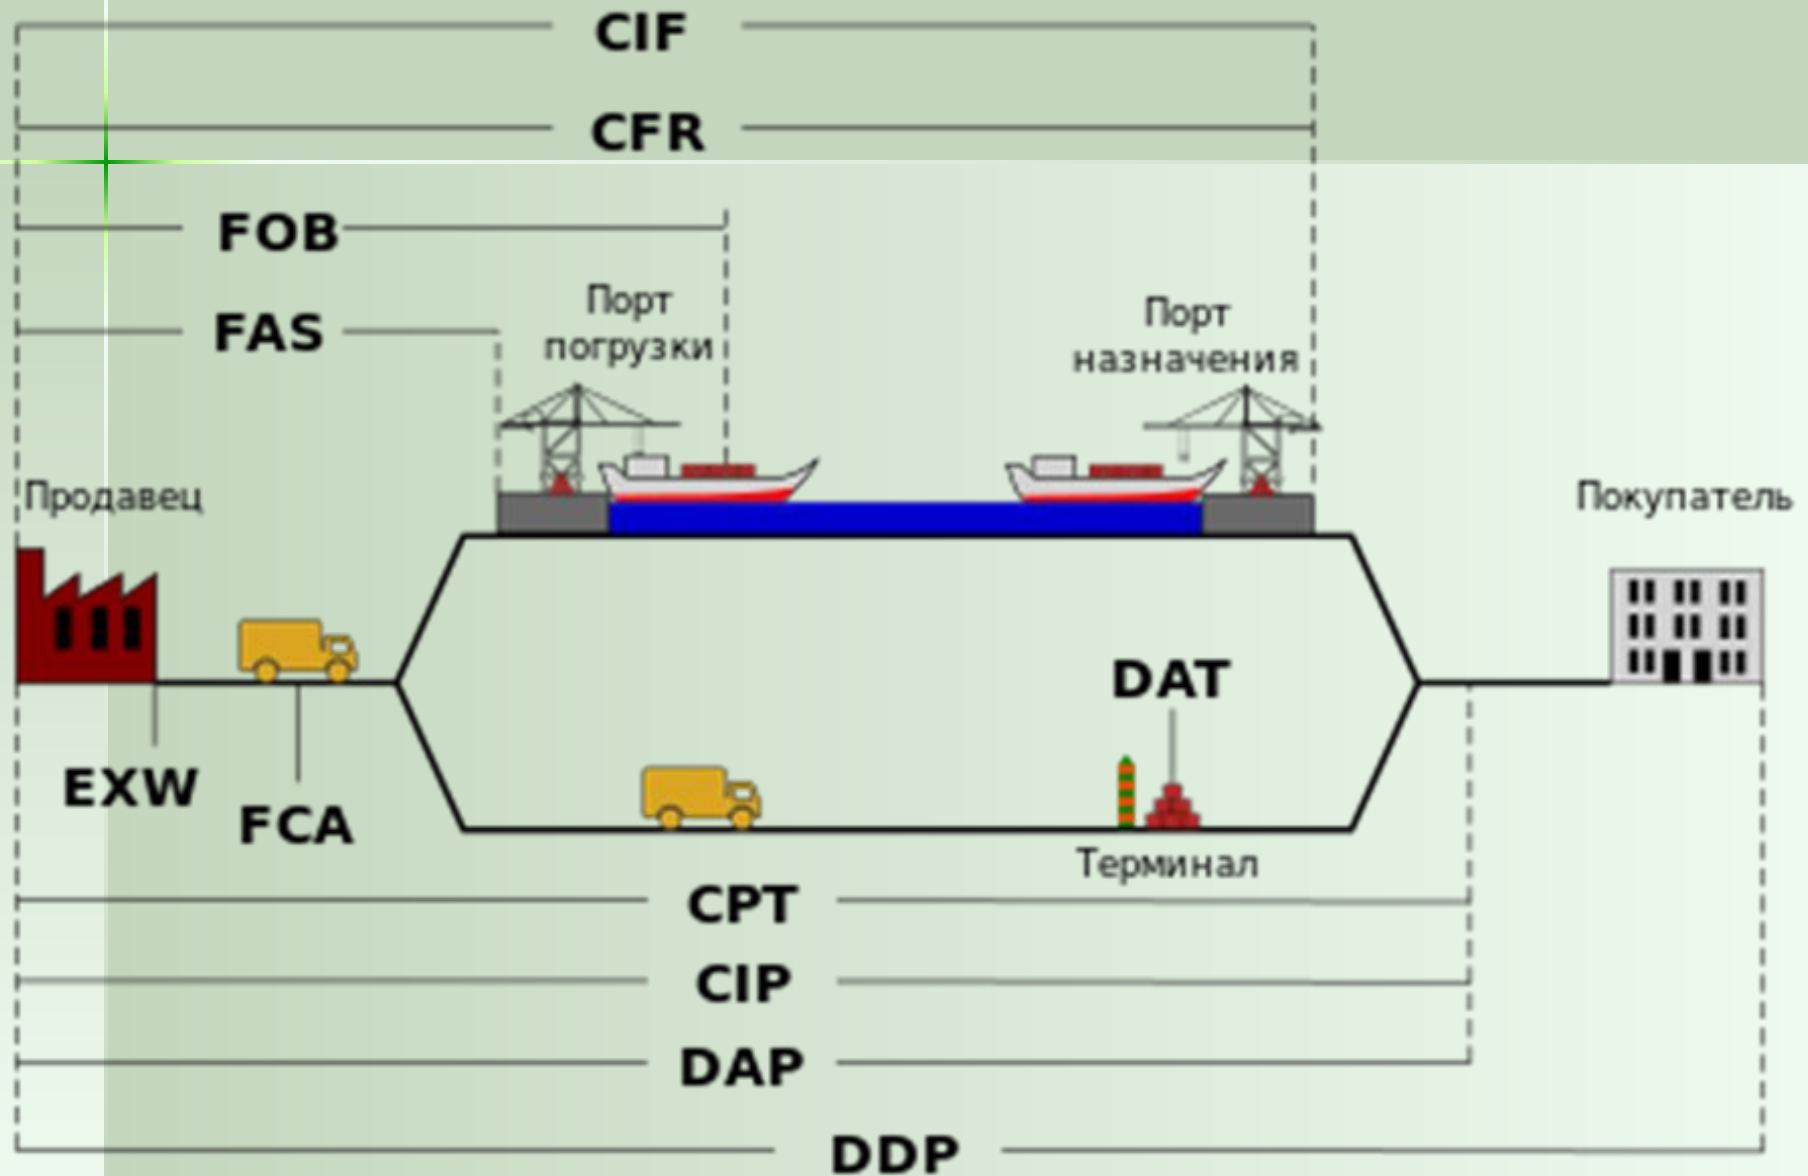 CIF
CFR
FOB
FAS
Порт
погрузки
Порт
назначения
Продавец
Покупатель
DAT
EXW
FCA
Терминал
CPT
CIP
DAP
DDP